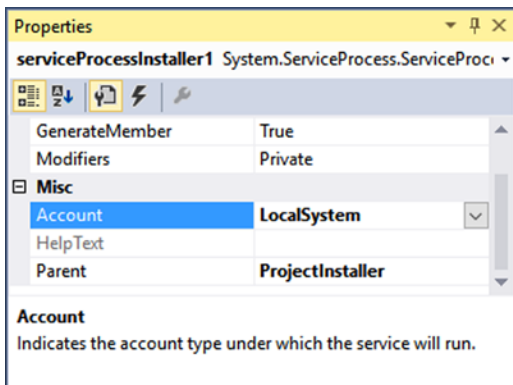 Properties
serviceProcessInstaller1 System.ServiceProcess.ServiceProc
GenerateMember True
Modifiers Private
Misc
Account LocalSystem
HelpText
Parent ProjectInstaller
Account
Indicates the account type under which the service will run.